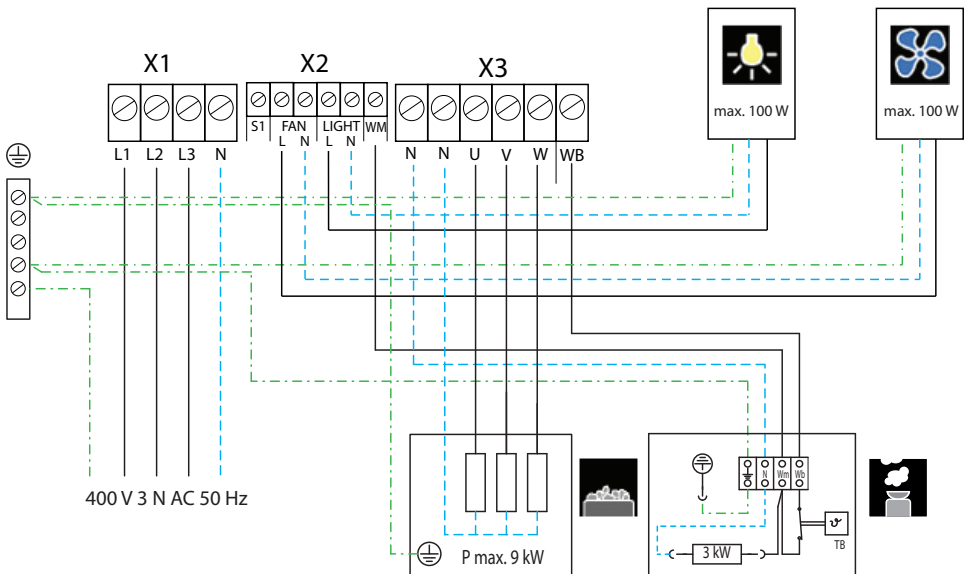 X1
X2
X3
max. 100 W
max. 100 W
S1 FAN LIGHT WM
L N L N
L1 L2 L3 N
N N U V W WB
400 V 3 N AC 50 Hz
N Wm Wb
ϑ
TB
3 kW
P max. 9 kW